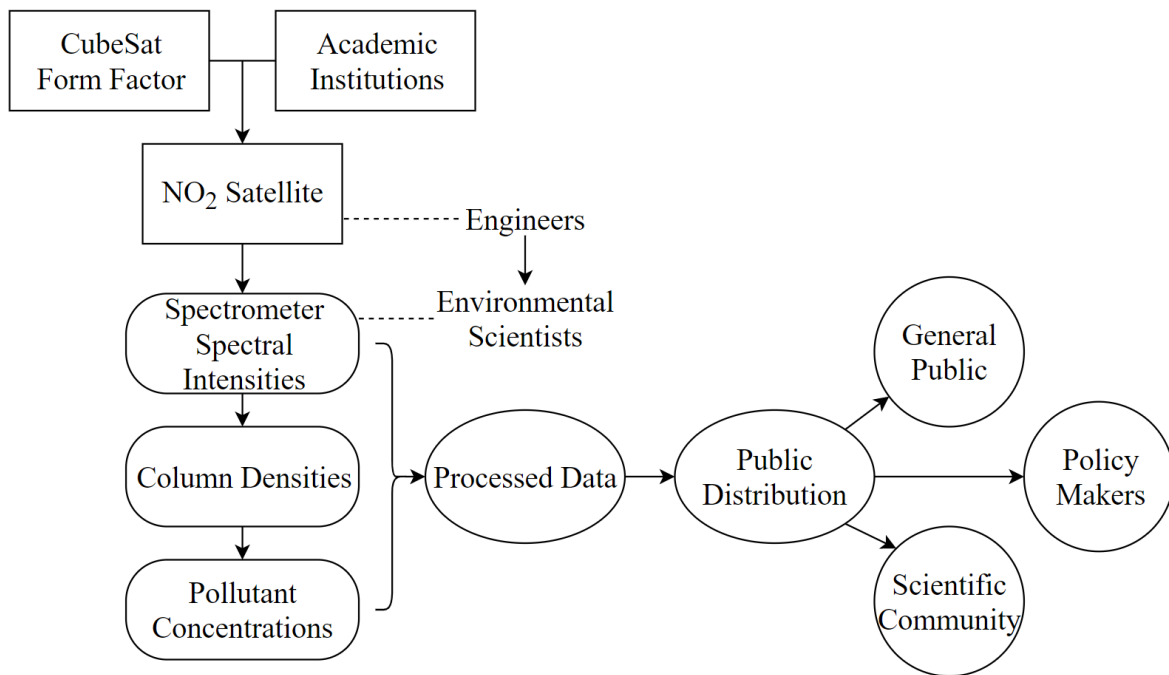 CubeSat
Form Factor
Academic
Institutions
NO₂ Satellite
Engineers
Environmental
Scientists
Spectrometer
Spectral
Intensities
Column Densities
Pollutant
Concentrations
Processed Data
Public
Distribution
General
Public
Policy
Makers
Scientific
Community